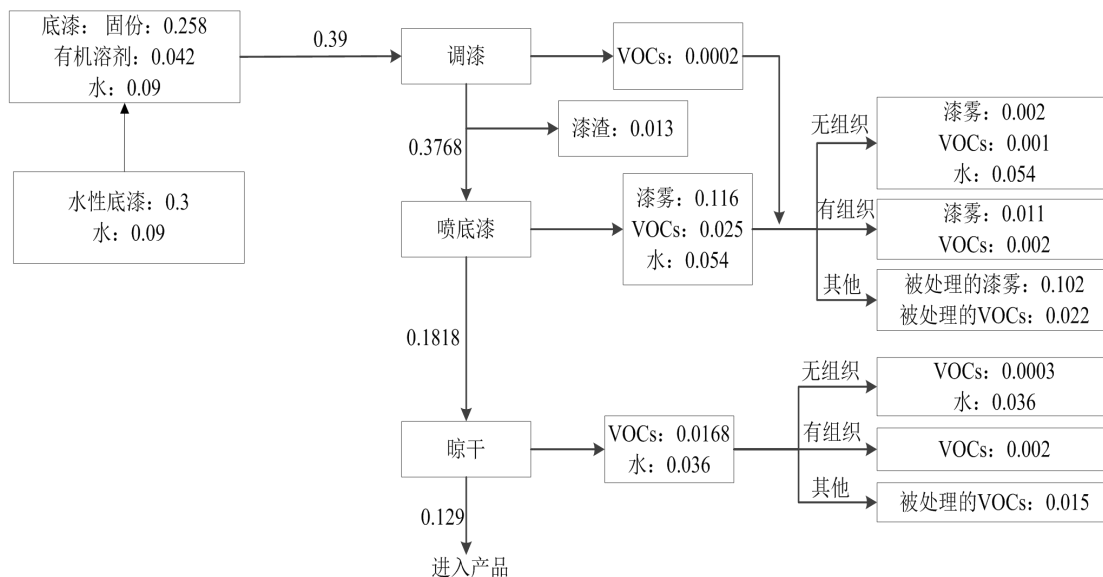 底漆：固份：0.258
有机溶剂：0.042
水：0.09
0.39
调漆
VOCs：0.0002
漆渣：0.013
0.3768
水性底漆：0.3
水：0.09
喷底漆
漆雾：0.116
VOCs：0.025
水：0.054
无组织
漆雾：0.002
VOCs：0.001
水：0.054
有组织
漆雾：0.011
VOCs：0.002
其他
被处理的漆雾：0.102
被处理的VOCs：0.022
0.1818
晾干
VOCs：0.0168
水：0.036
无组织
VOCs：0.0003
水：0.036
有组织
VOCs：0.002
其他
被处理的VOCs：0.015
0.129
进入产品